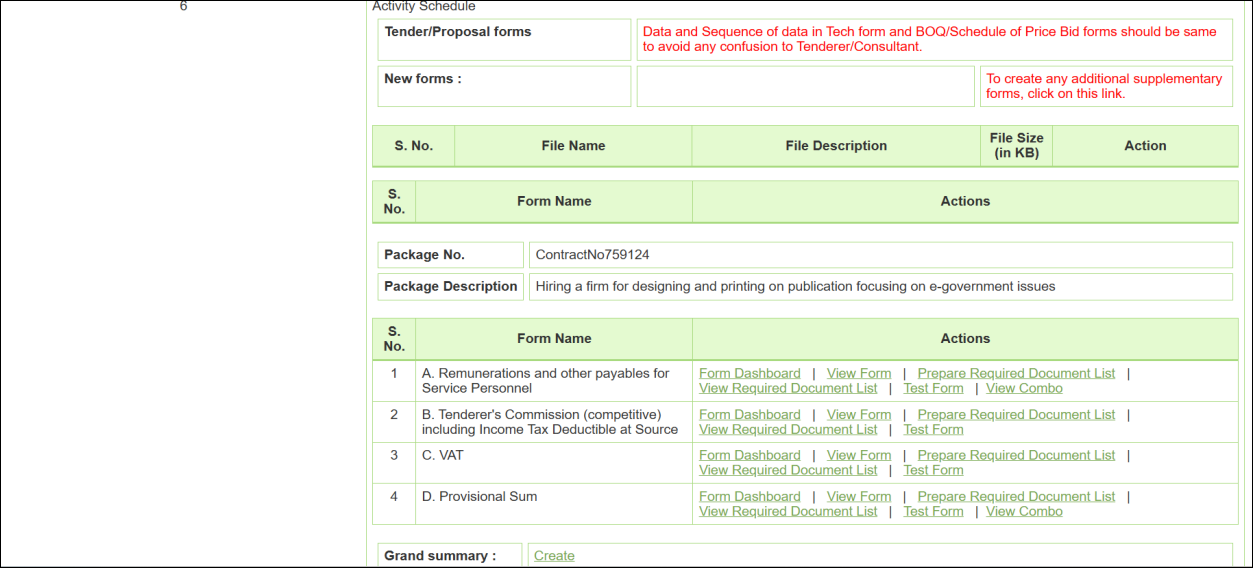 6
Activity Schedule
Tender/Proposal forms
Data and Sequence of data in Tech form and BOQ/Schedule of Price Bid forms should be same
to avoid any confusion to Tenderer/Consultant.
New forms :
To create any additional supplementary
forms, click on this link.
S. No. File Name File Description File Size
(in KB) Action
S.
No. Form Name Actions
Package No. ContractNo759124
Package Description Hiring a firm for designing and printing on publication focusing on e-government issues
S.
No. Form Name Actions
1 A. Remunerations and other payables for Form Dashboard | View Form | Prepare Required Document List |
Service Personnel View Required Document List | Test Form | View Combo
2 B. Tenderer's Commission (competitive) Form Dashboard | View Form | Prepare Required Document List |
including Income Tax Deductible at Source View Required Document List | Test Form
3 C. VAT Form Dashboard | View Form | Prepare Required Document List |
View Required Document List | Test Form
4 D. Provisional Sum Form Dashboard | View Form | Prepare Required Document List |
View Required Document List | Test Form | View Combo
Grand summary : Create